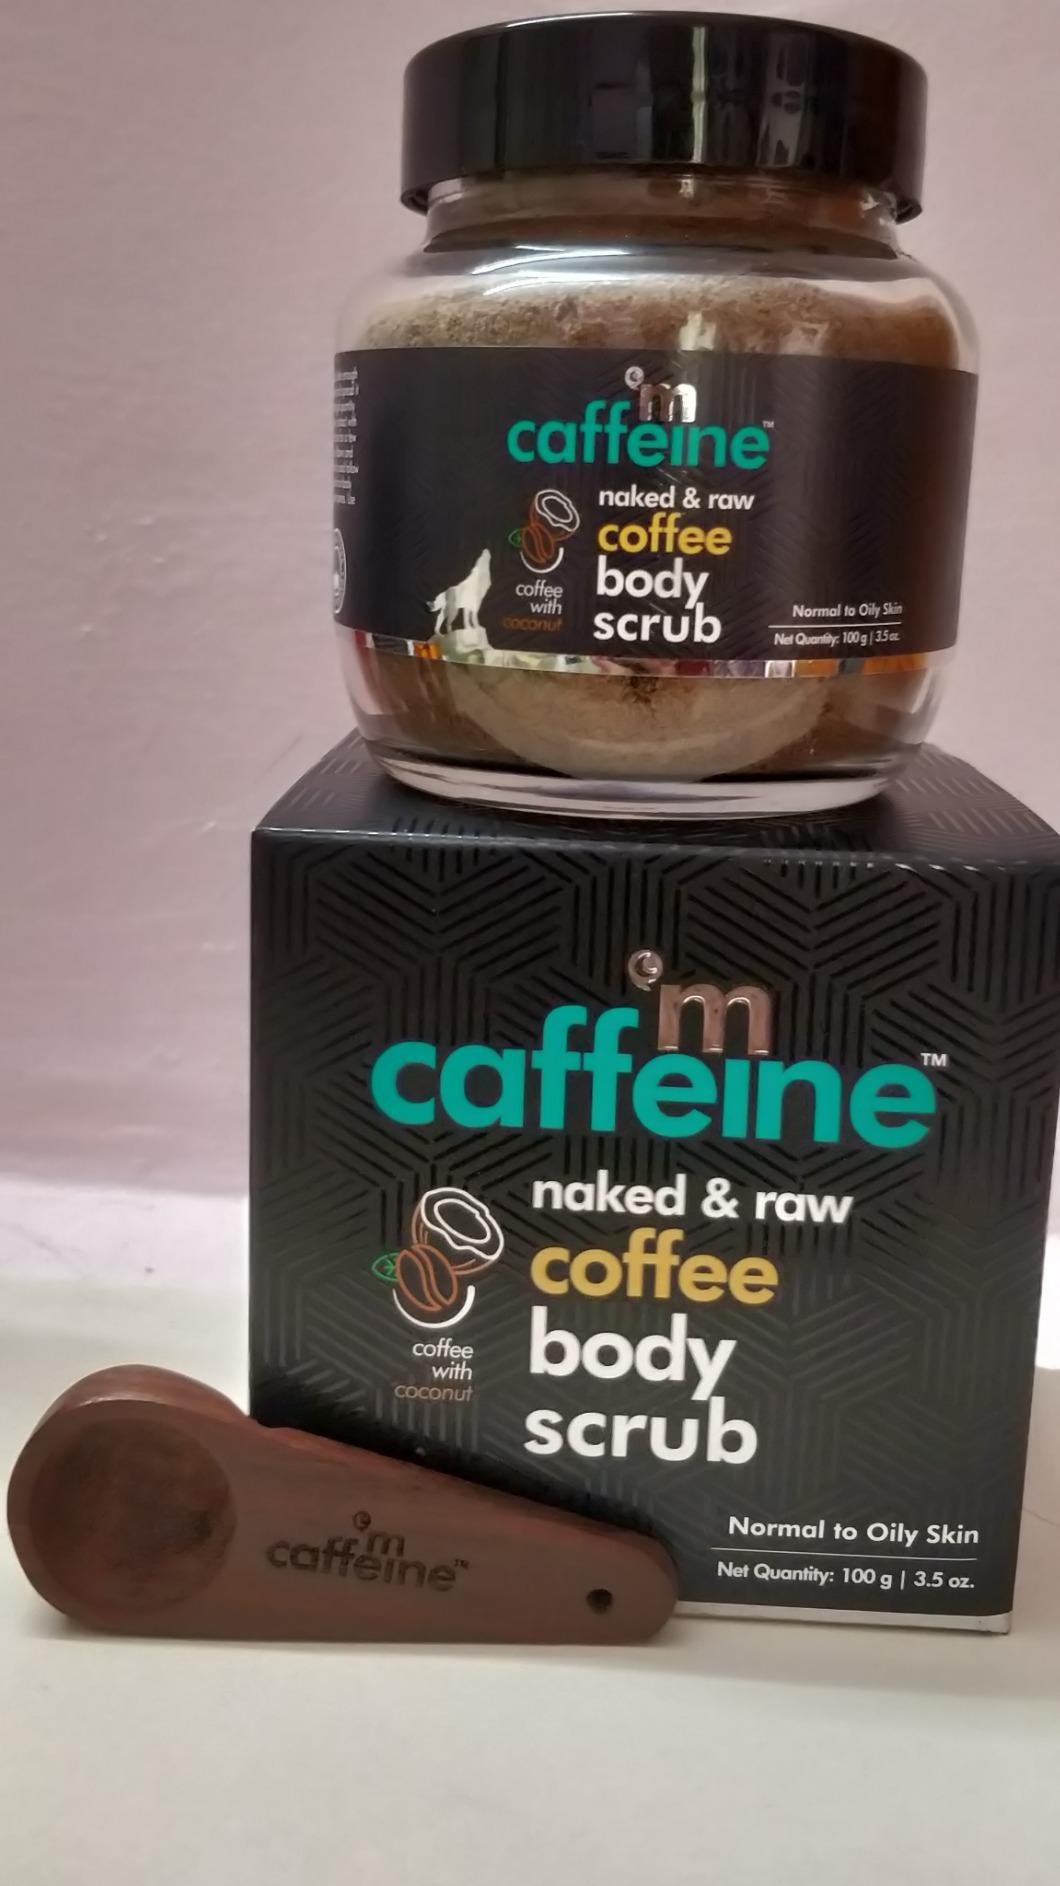 'm
caffeine™
naked & raw
coffee
body
scrub
coffee
with
coconut
Normal to Oily Skin
Net Quantity: 100 g | 3.5 oz.
'm
caffeine™
naked & raw
coffee
body
scrub
coffee
with
coconut
Normal to Oily Skin
Net Quantity: 100 g | 3.5 oz.
'm
caffeine™